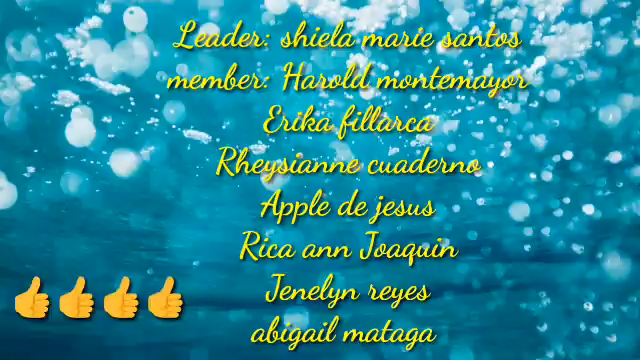 Leader: shiela marie santos
member: Harold montemayor
Erika fillarca
Rheysianne cuaderno
Apple de jesus
Rica ann Joaquin
Jenelyn reyes
abigail mataga